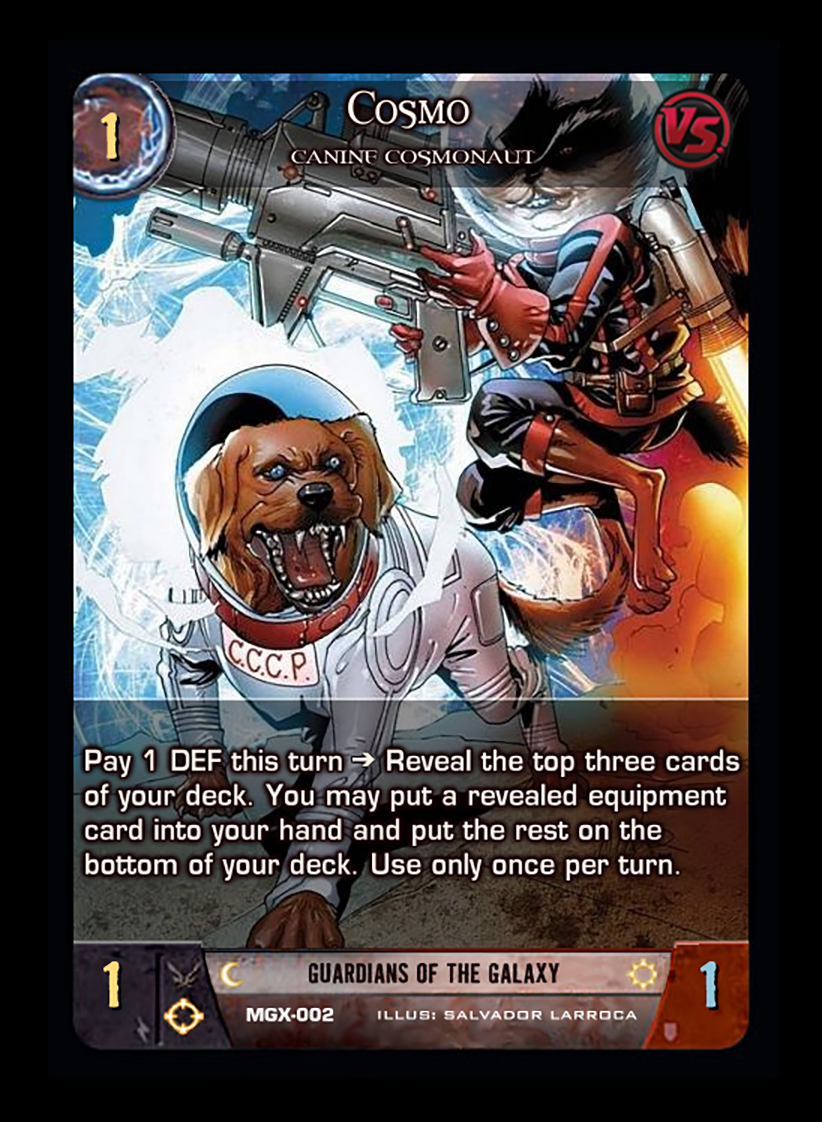 1
Cosmo
VS.
CANINE COSMONAUT
C.C.C.P.
Pay 1 DEF this turn → Reveal the top three cards
of your deck. You may put a revealed equipment
card into your hand and put the rest on the
bottom of your deck. Use only once per turn.
1
GUARDIANS OF THE GALAXY
1
MGX-002 ILLUS: SALVADOR LARROCA